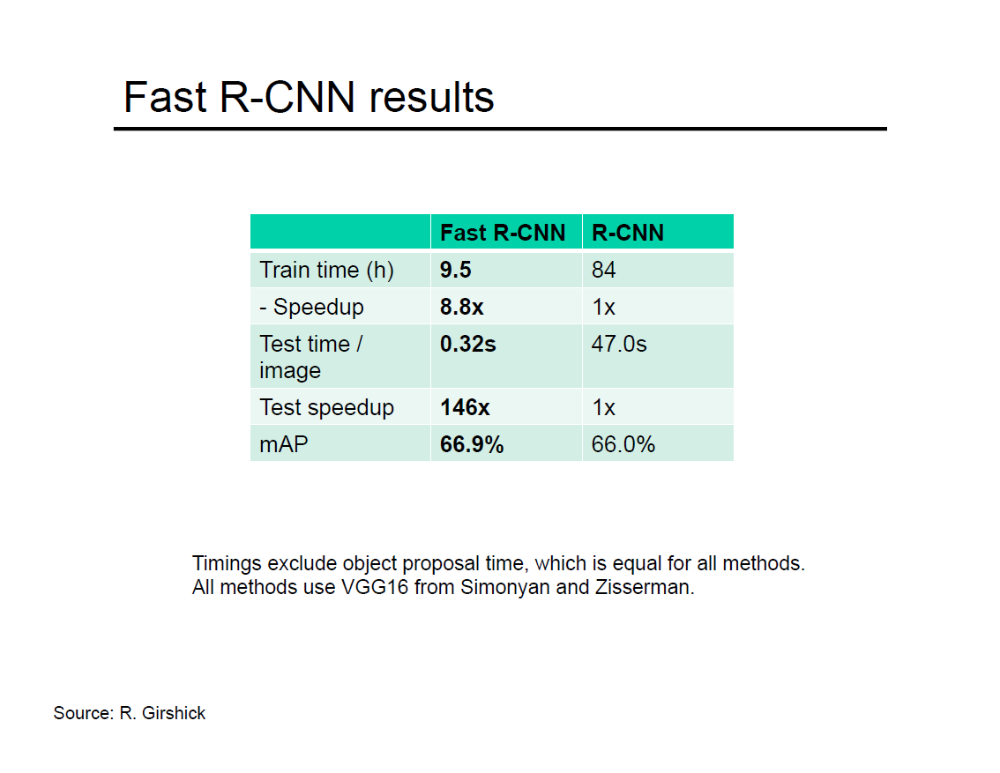 Fast R-CNN results
Fast R-CNN R-CNN
Train time (h) 9.5 84
- Speedup 8.8x 1x
Test time / 0.32s 47.0s
image
Test speedup 146x 1x
mAP 66.9% 66.0%
Timings exclude object proposal time, which is equal for all methods.
All methods use VGG16 from Simonyan and Zisserman.
Source: R. Girshick